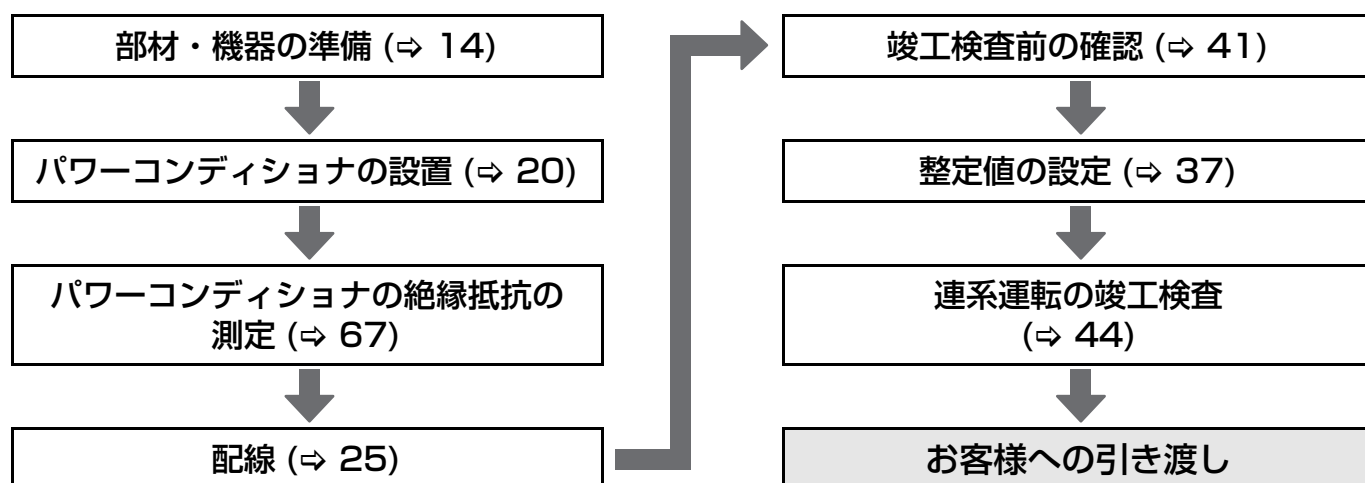 部材・機器の準備 (⇨ 14)
パワーコンディショナの設置 (⇨ 20)
パワーコンディショナの絶縁抵抗の
測定 (⇨ 67)
配線 (⇨ 25)
竣工検査前の確認 (⇨ 41)
整定値の設定 (⇨ 37)
連系運転の竣工検査
(⇨ 44)
お客様への引き渡し